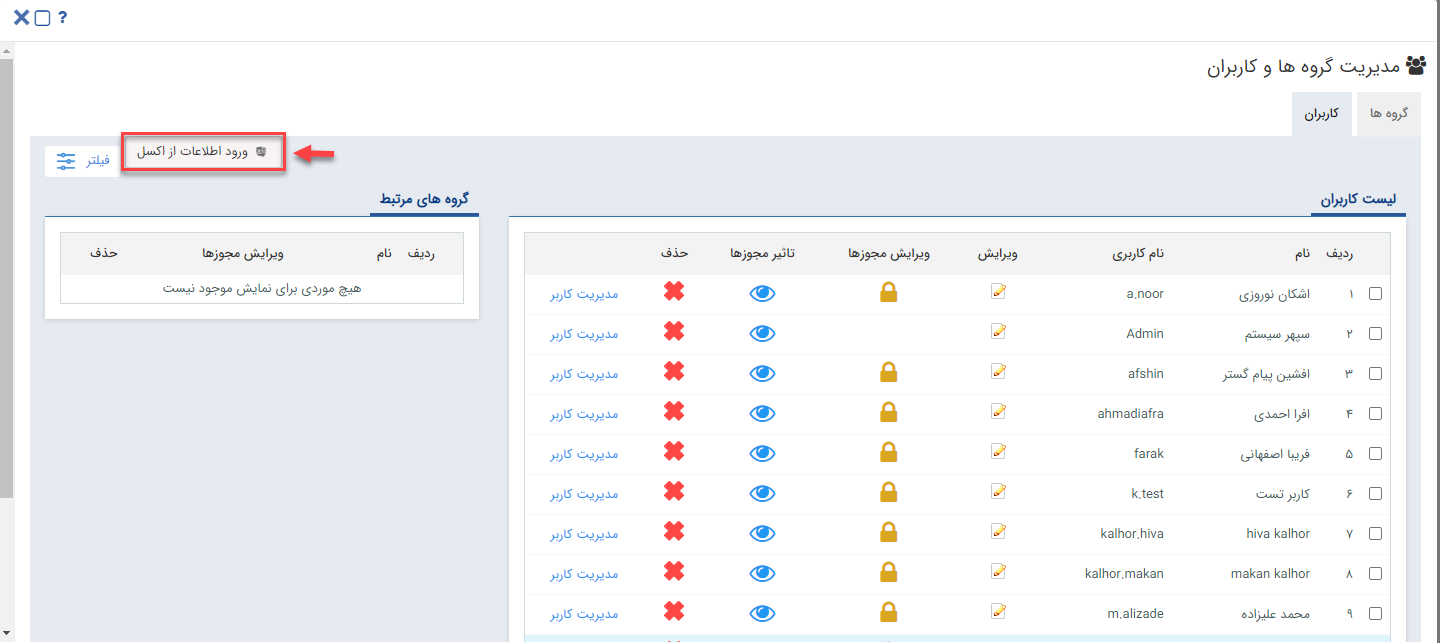 ?
مدیریت گروه ها و کاربران
گروه ها کاربران
ورود اطلاعات از اکسل فیلتر
لیست کاربران
ردیف نام نام کاربری ویرایش ویرایش مجوزها تاثیر مجوزها حذف
۱ اشکان نوروزی a.noor مدیریت کاربر
۲ سپهر سیستم Admin مدیریت کاربر
۳ افشین پیام گستر afshin مدیریت کاربر
۴ افرا احمدی ahmadiafra مدیریت کاربر
۵ فریبا اصفهانی farak مدیریت کاربر
۶ کاربر تست k.test مدیریت کاربر
۷ hiva kalhor kalhor.hiva مدیریت کاربر
۸ makan kalhor kalhor.makan مدیریت کاربر
۹ محمد علیزاده m.alizade مدیریت کاربر
گروه های مرتبط
ردیف نام ویرایش مجوزها حذف
هیچ موردی برای نمایش موجود نیست